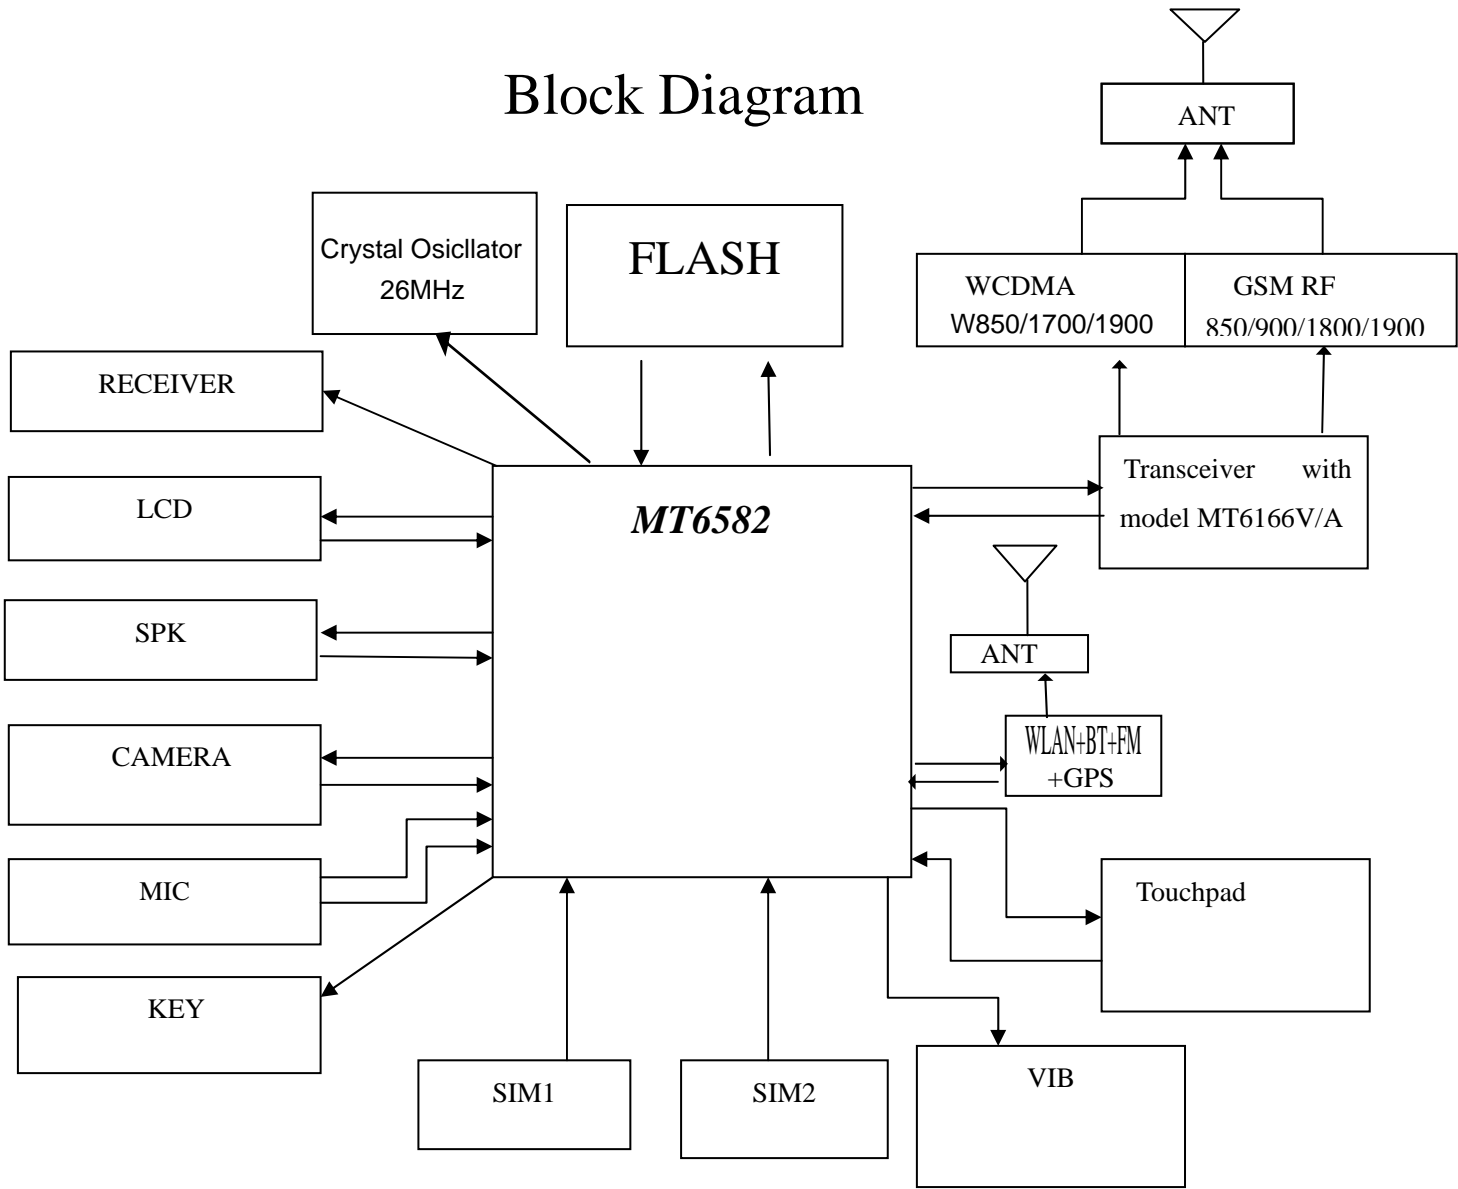 ANT
Block Diagram
Crystal Osicllator
26MHz
FLASH
WCDMA
W850/1700/1900
GSM RF
850/900/1800/1900
RECEIVER
Transceiver with
model MT6166V/A
LCD
MT6582
SPK
ANT
CAMERA
WLAN+BT+FM
+GPS
MIC
Touchpad
KEY
SIM1
SIM2
VIB